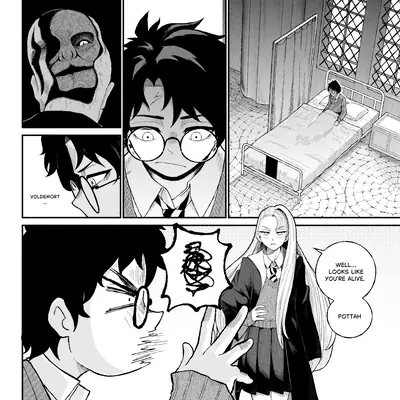 VOLDEMORT
...
WELL...
LOOKS LIKE
YOU'RE ALIVE.
POTTAH